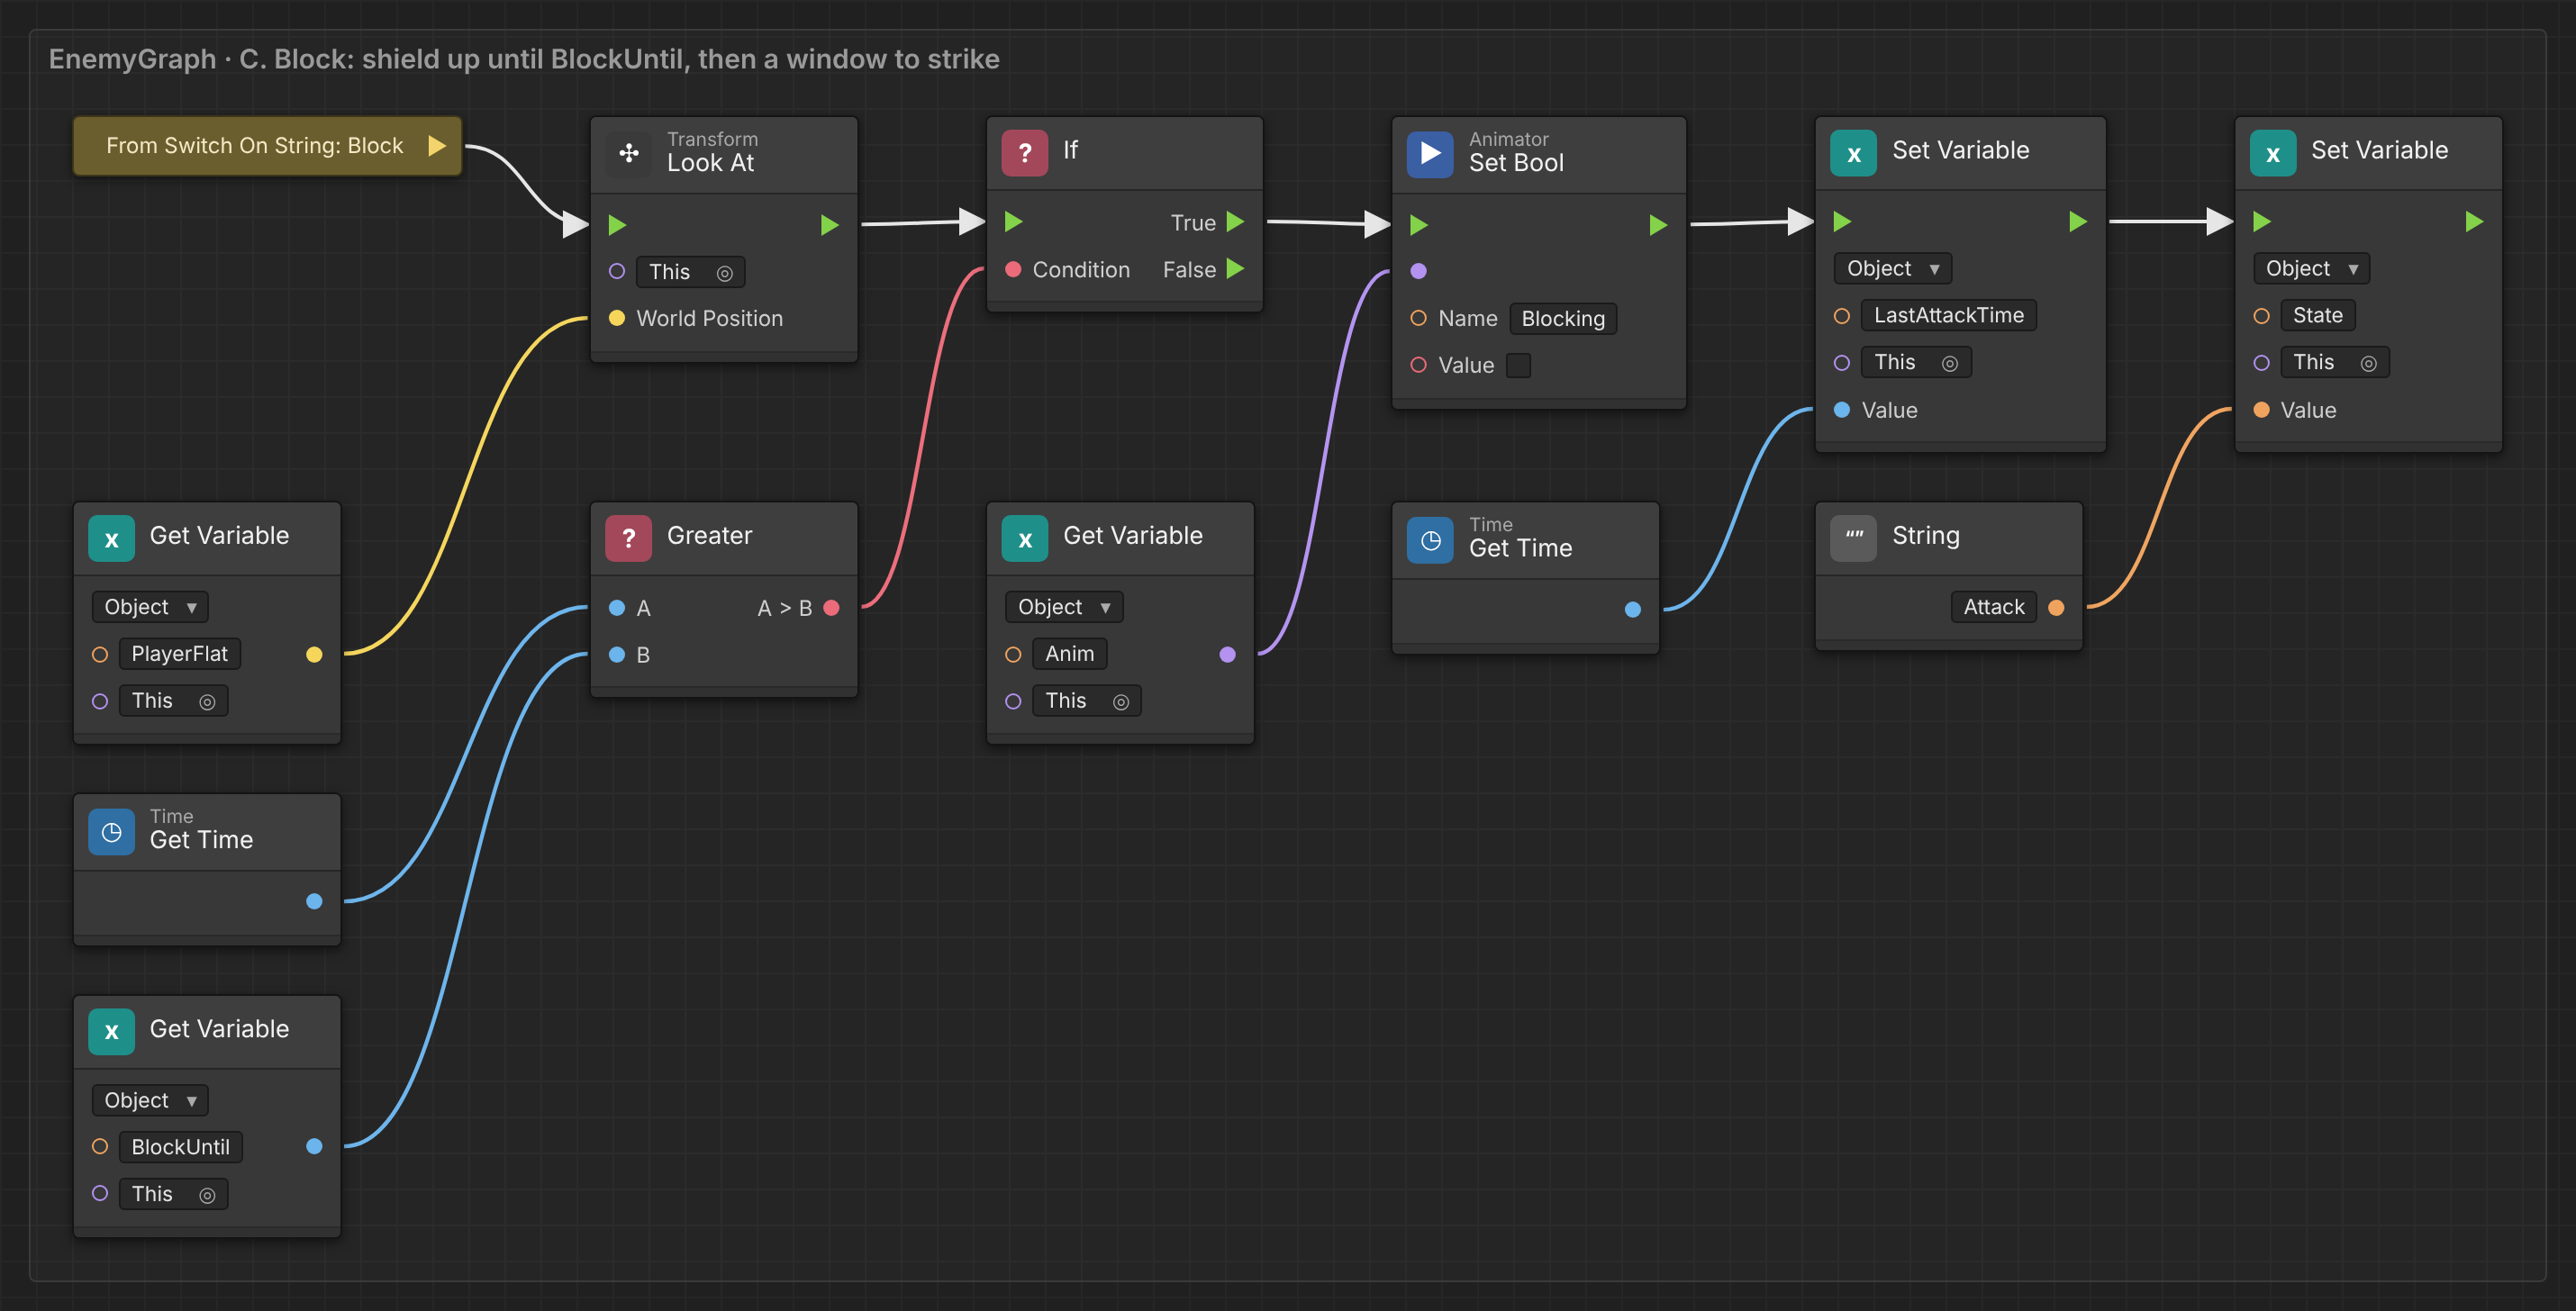 EnemyGraph · C. Block: shield up until BlockUntil, then a window to strike
From Switch On String: Block
Transform
Look At
This
World Position
?
If
True
Condition
False
Animator
Set Bool
Name
Blocking
Value
x
Set Variable
Object
LastAttackTime
This
Value
x
Set Variable
Object
State
This
Value
x
Get Variable
Object
PlayerFlat
This
?
Greater
A
A > B
B
x
Get Variable
Object
Anim
This
Time
Get Time
“”
String
Attack
Time
Get Time
x
Get Variable
Object
BlockUntil
This